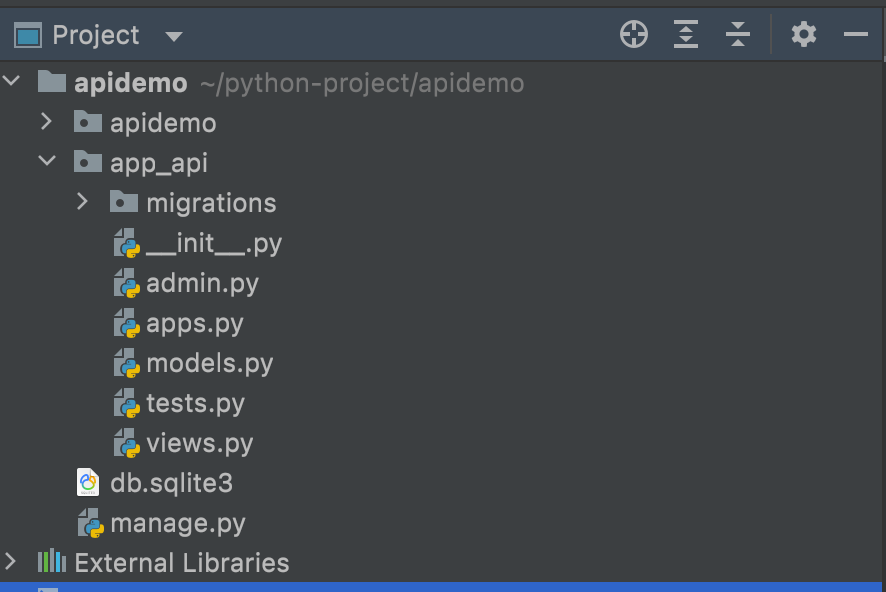 Project
apidemo ~/python-project/apidemo
apidemo
app_api
migrations
__init__.py
admin.py
apps.py
models.py
tests.py
views.py
db.sqlite3
manage.py
External Libraries